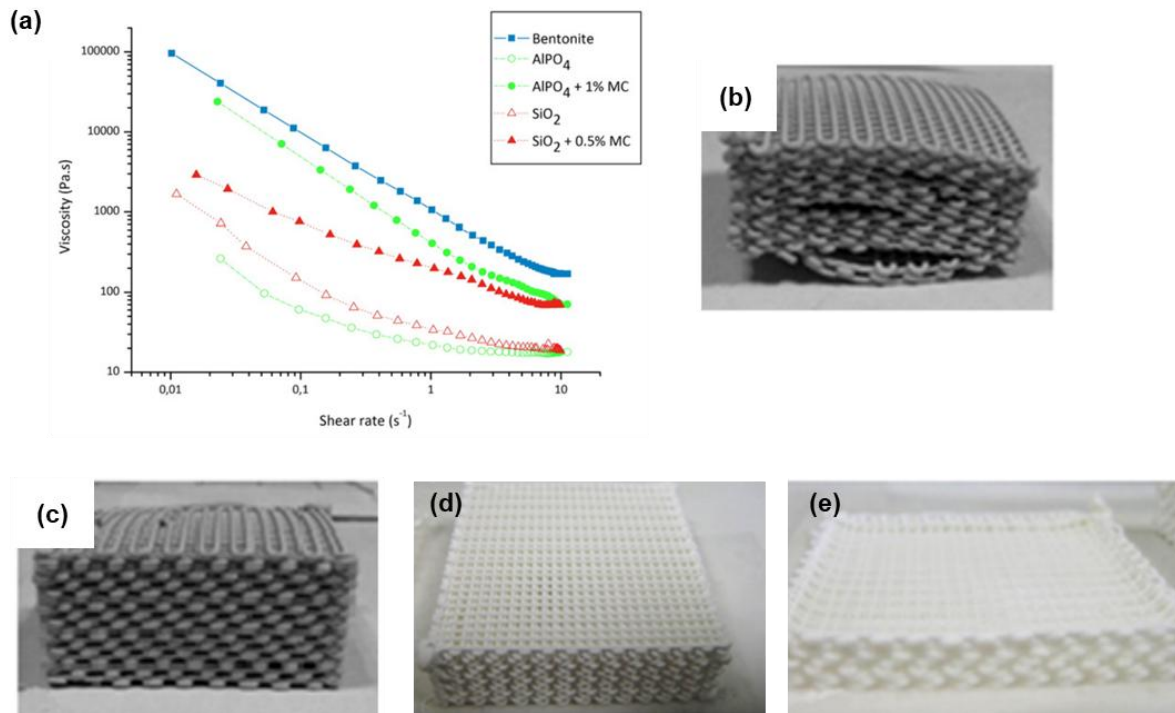 (a)
100000
10000
1000
100
10
Viscosity (Pa.s)
0,01
0,1
1
10
Shear rate (s⁻¹)
Bentonite
AlPO₄
AlPO₄ + 1% MC
SiO₂
SiO₂ + 0.5% MC
(b)
(c)
(d)
(e)